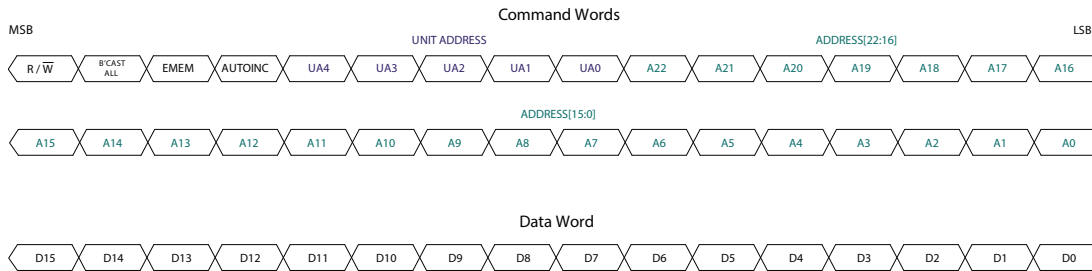 Command Words
MSB
LSB
UNIT ADDRESS
ADDRESS[22:16]
R / W̅ B'CAST ALL EMEM AUTOINC UA4 UA3 UA2 UA1 UA0 A22 A21 A20 A19 A18 A17 A16
ADDRESS[15:0]
A15 A14 A13 A12 A11 A10 A9 A8 A7 A6 A5 A4 A3 A2 A1 A0
Data Word
D15 D14 D13 D12 D11 D10 D9 D8 D7 D6 D5 D4 D3 D2 D1 D0